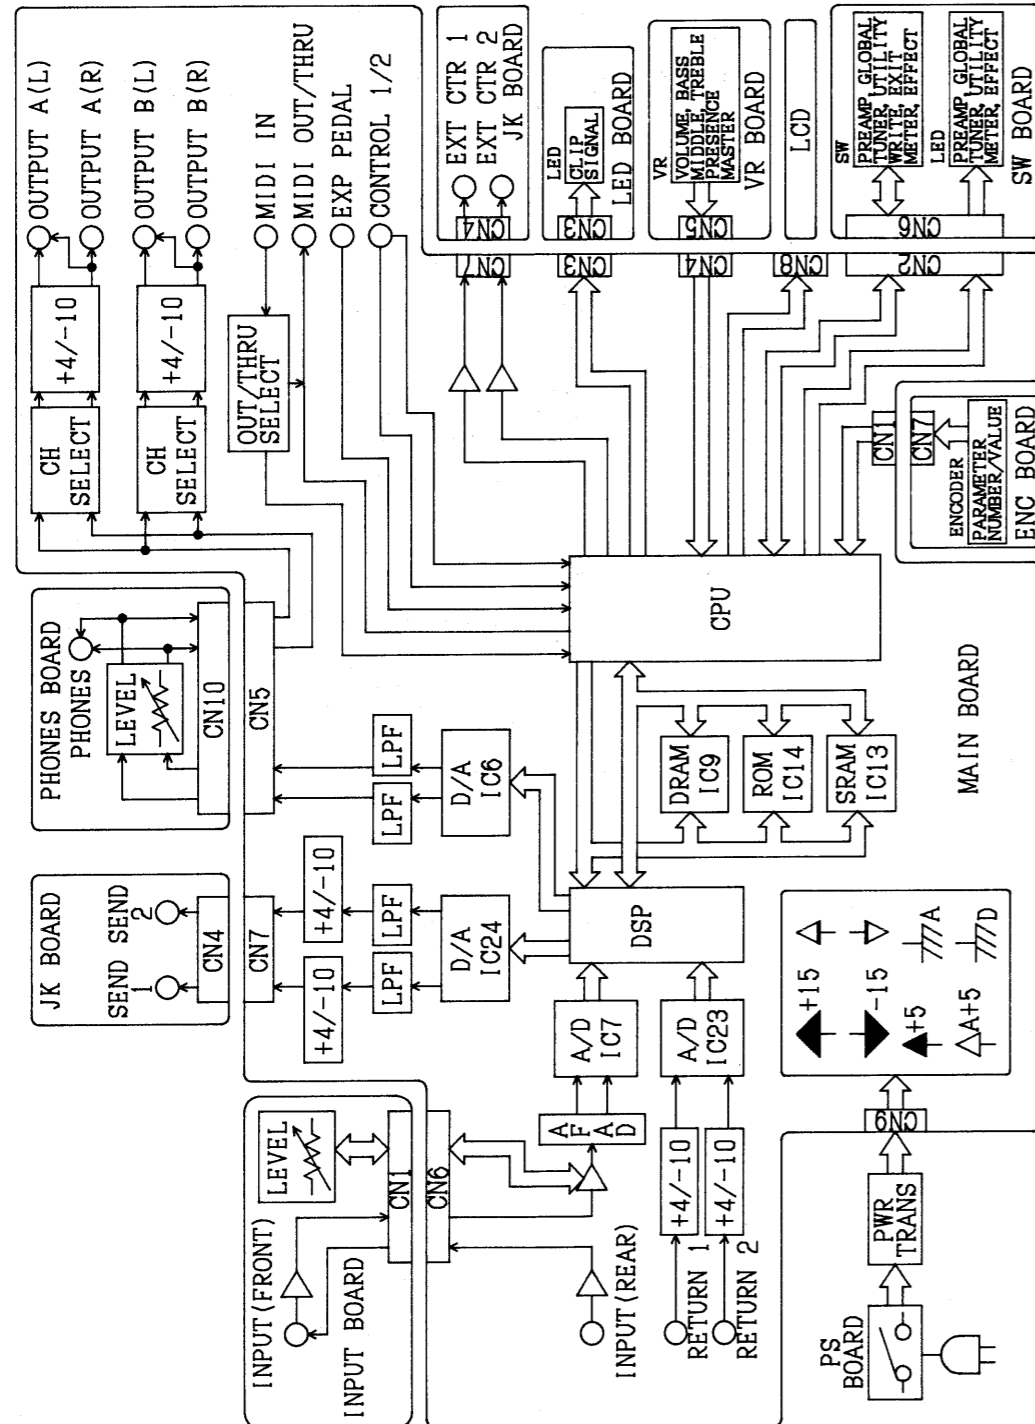 OUTPUT A(L)
OUTPUT A(R)
OUTPUT B(L)
OUTPUT B(R)
MIDI IN
MIDI OUT/THRU
EXP PEDAL
CONTROL 1/2
+4/-10
+4/-10
CH
SELECT
CH
SELECT
OUT/THRU
SELECT
EXT CTR 1
EXT CTR 2
JK BOARD
CN4
CN7
LED
CLIP
SIGNAL
LED BOARD
CN3
CN3
VR
VOLUME, BASS
MIDDLE, TREBLE
PRESENCE
MASTER
VR BOARD
CN5
CN4
LCD
CN8
SW
PREAMP, GLOBAL
TUNER, UTILITY
WRITE, EXIT
METER, EFFECT
LED
PREAMP, GLOBAL
TUNER, UTILITY
METER, EFFECT
SW BOARD
CN6
CN2
CN1
CN7
ENCODER
PARAMETER
NUMBER/VALUE
ENC BOARD
PHONES BOARD
PHONES
LEVEL
CN10
CN5
CPU
LPF
LPF
D/A
IC6
DRAM
IC9
ROM
IC14
SRAM
IC13
MAIN BOARD
JK BOARD
SEND 1
SEND 2
CN4
CN7
+4/-10
+4/-10
LPF
LPF
D/A
IC24
DSP
A/D
IC7
A/D
IC23
AFAD
LEVEL
CN1
CN6
INPUT(FRONT)
INPUT BOARD
INPUT(REAR)
+4/-10
+4/-10
RETURN 1
RETURN 2
+15
-15
+5
A+5
A
D
CN9
PWR
TRANS
PS
BOARD